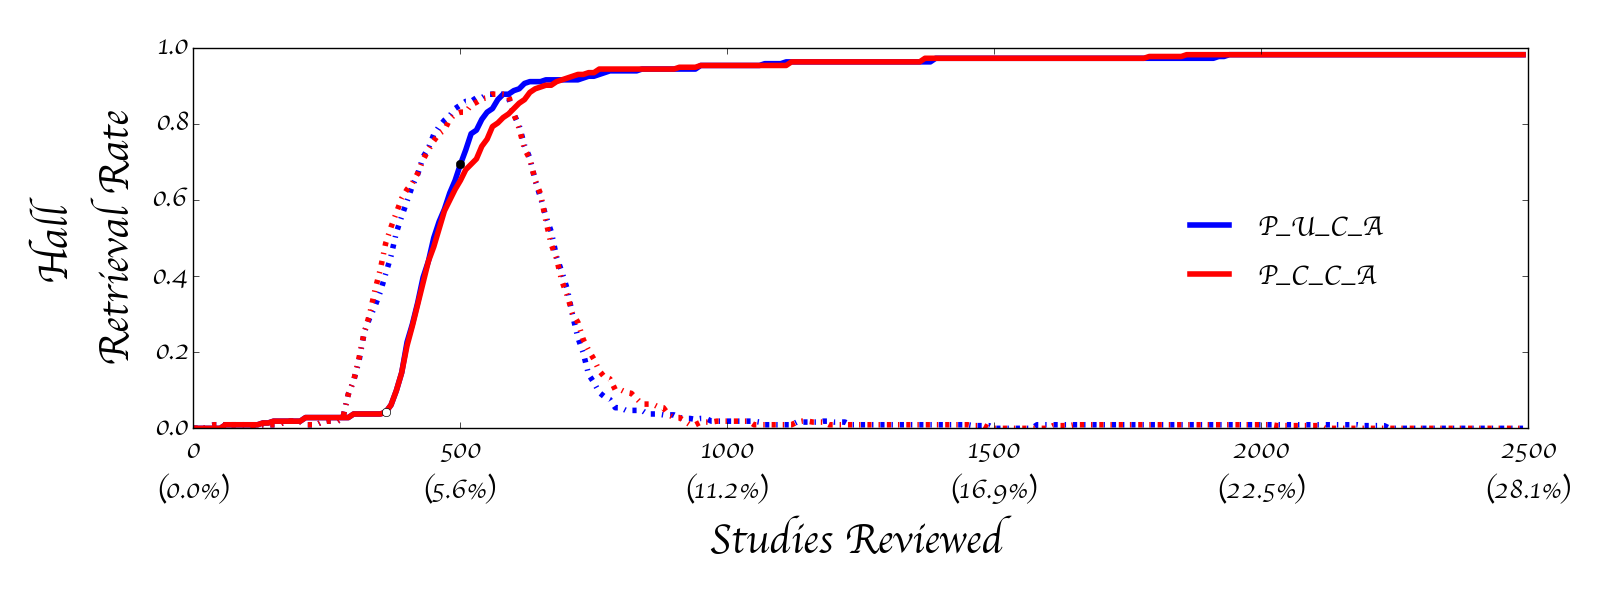 Hall
Retrieval Rate
1.0
0.8
0.6
0.4
0.2
0.0
P_U_C_A
P_C_C_A
0 500 1000 1500 2000 2500
(0.0%) (5.6%) (11.2%) (16.9%) (22.5%) (28.1%)
Studies Reviewed